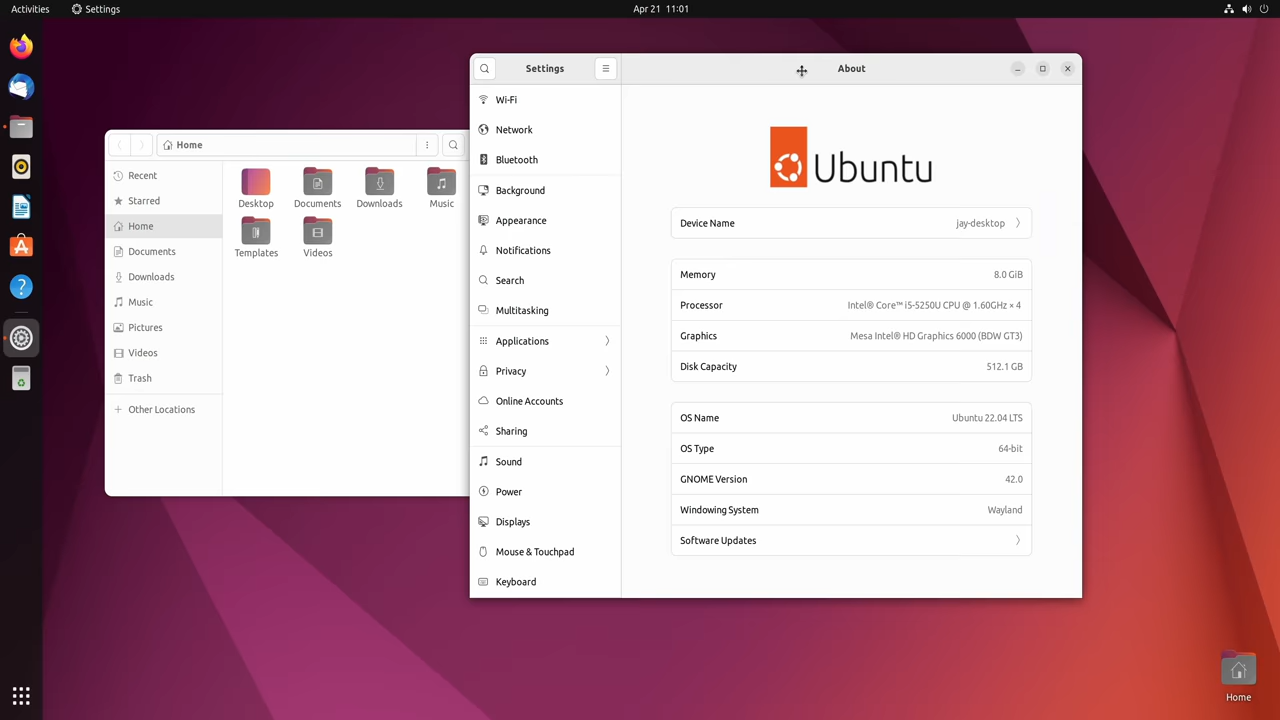 Activities
Settings
Apr 21 11:01
Home
Recent
Starred
Home
Documents
Downloads
Music
Pictures
Videos
Trash
Other Locations
Desktop
Documents
Downloads
Music
Templates
Videos
Settings
Wi-Fi
Network
Bluetooth
Background
Appearance
Notifications
Search
Multitasking
Applications
Privacy
Online Accounts
Sharing
Sound
Power
Displays
Mouse & Touchpad
Keyboard
About
Ubuntu
Device Name jay-desktop
Memory 8.0 GiB
Processor Intel® Core™ i5-5250U CPU @ 1.60GHz × 4
Graphics Mesa Intel® HD Graphics 6000 (BDW GT3)
Disk Capacity 512.1 GB
OS Name Ubuntu 22.04 LTS
OS Type 64-bit
GNOME Version 42.0
Windowing System Wayland
Software Updates
Home